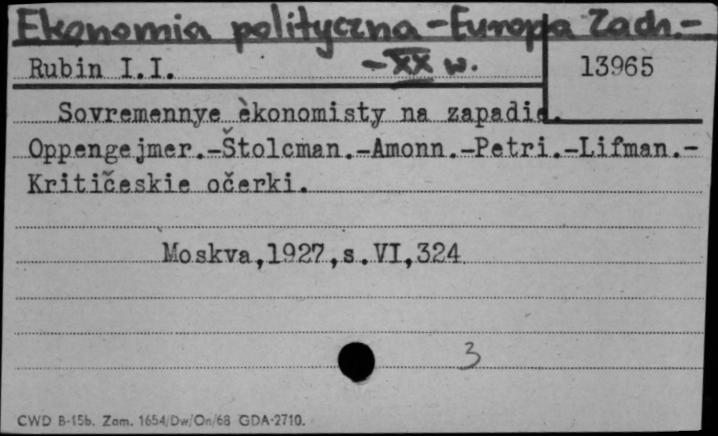 Ekonomia polityczna - Europa Zach. -
- XX w.
Rubin I.I.
13965
Sovremennye èkonomisty na zapadie.
Oppengejmer.-Štolcman.-Amonn.-Petri.-Lifman.-
Kritičeskie očerki.
Moskva,1927,s.VI,324
3
CWD B-15b. Zam. 1654/Dw/On/68 GDA-2710.